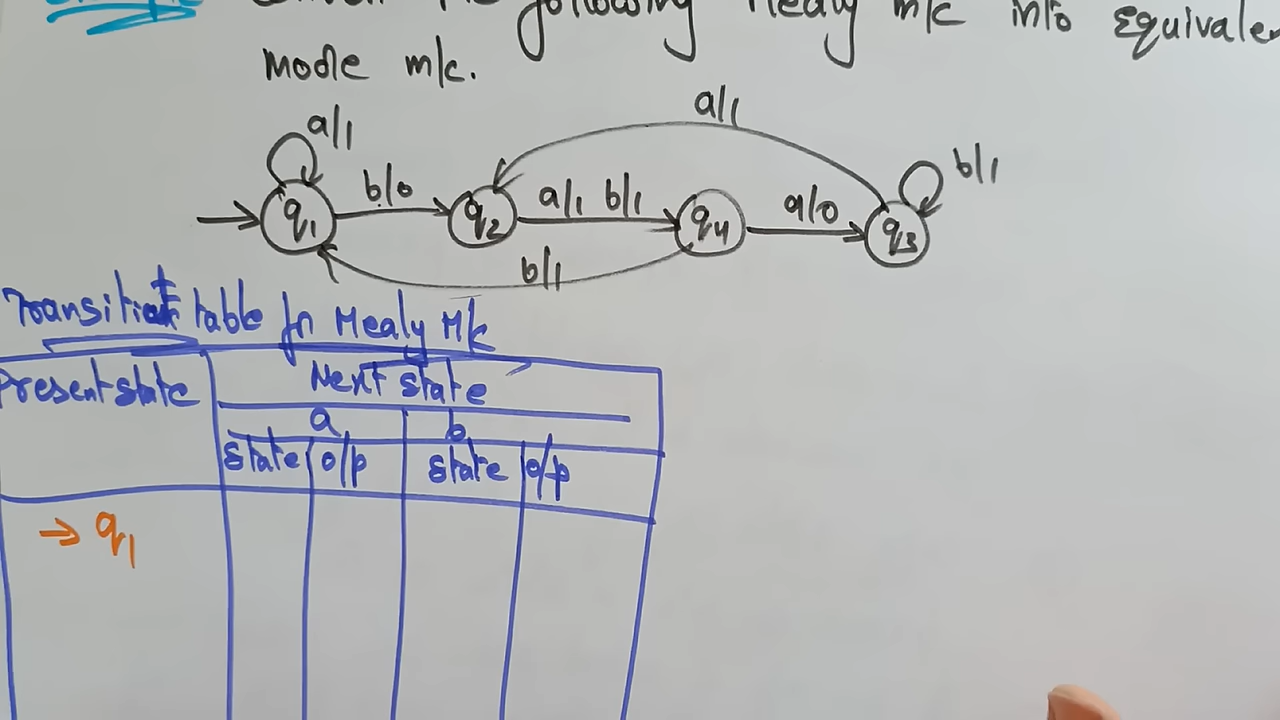 following Mealy m/c into equivale
moore m/c.
a/1
a/1
b/1
b/0
a/1 b/1
a/0
q1
q2
q4
q3
b/1
Transition table for Mealy M/c
Present state
Next state
a
b
state
o/p
state
o/p
→ q1